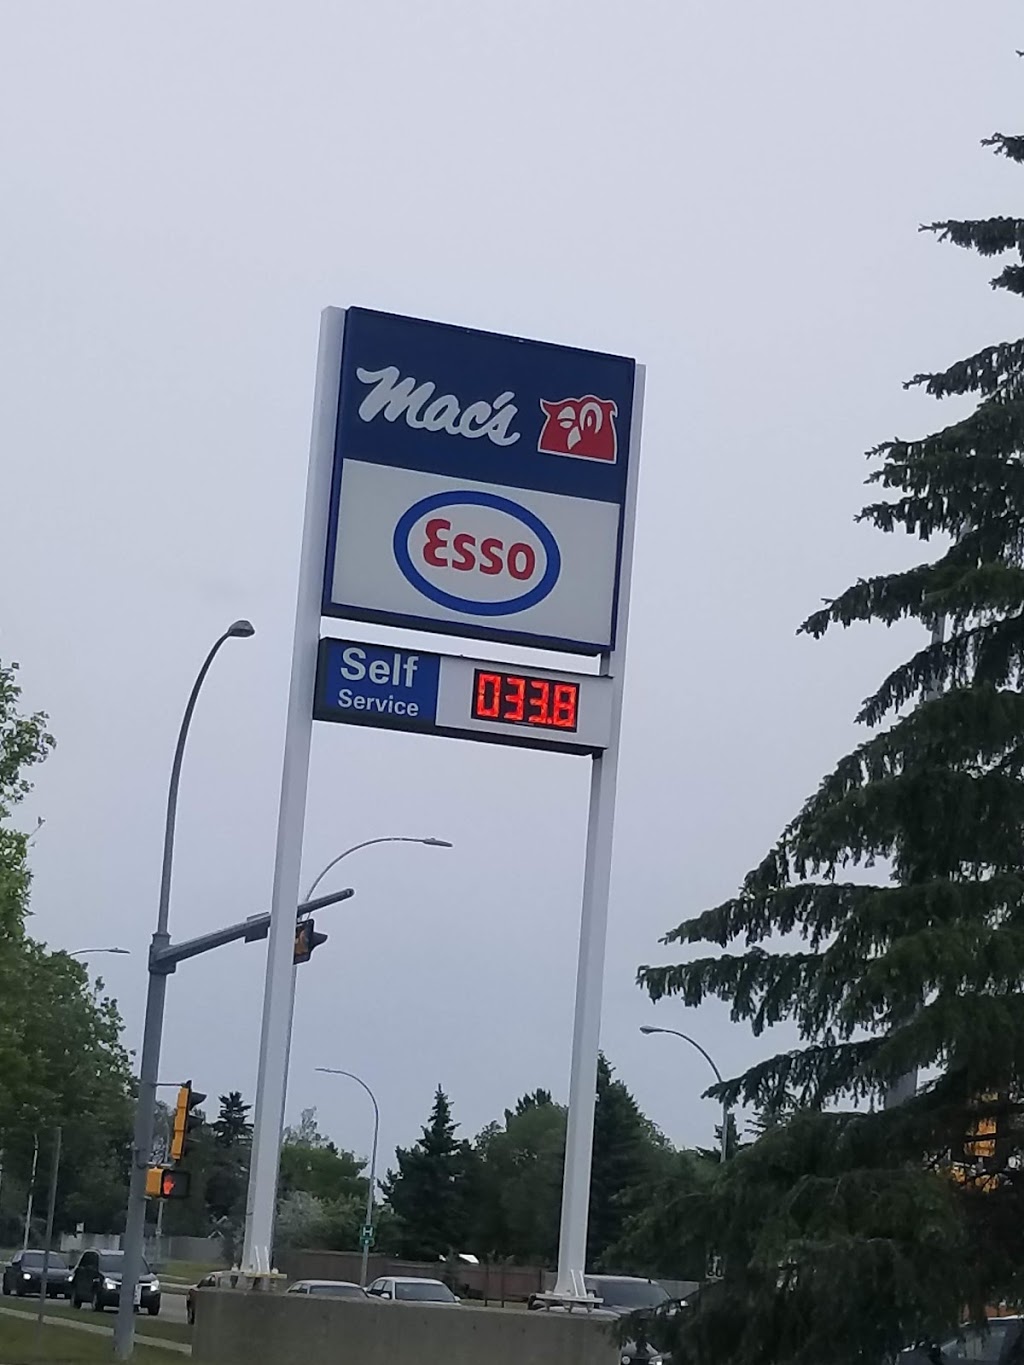 Mac's
Esso
Self
Service
033.8